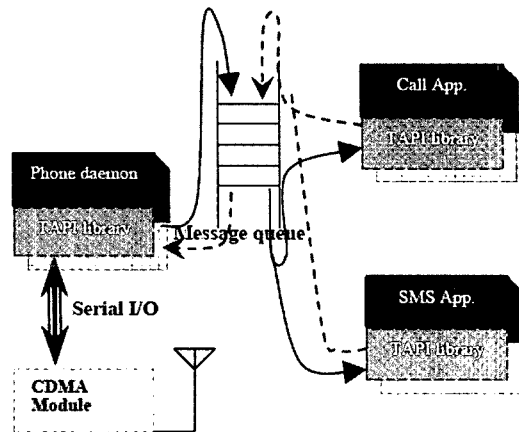 Call App.
TAPI library
Phone daemon
TAPI library
Message queue
Serial I/O
SMS App.
TAPI library
CDMA
Module